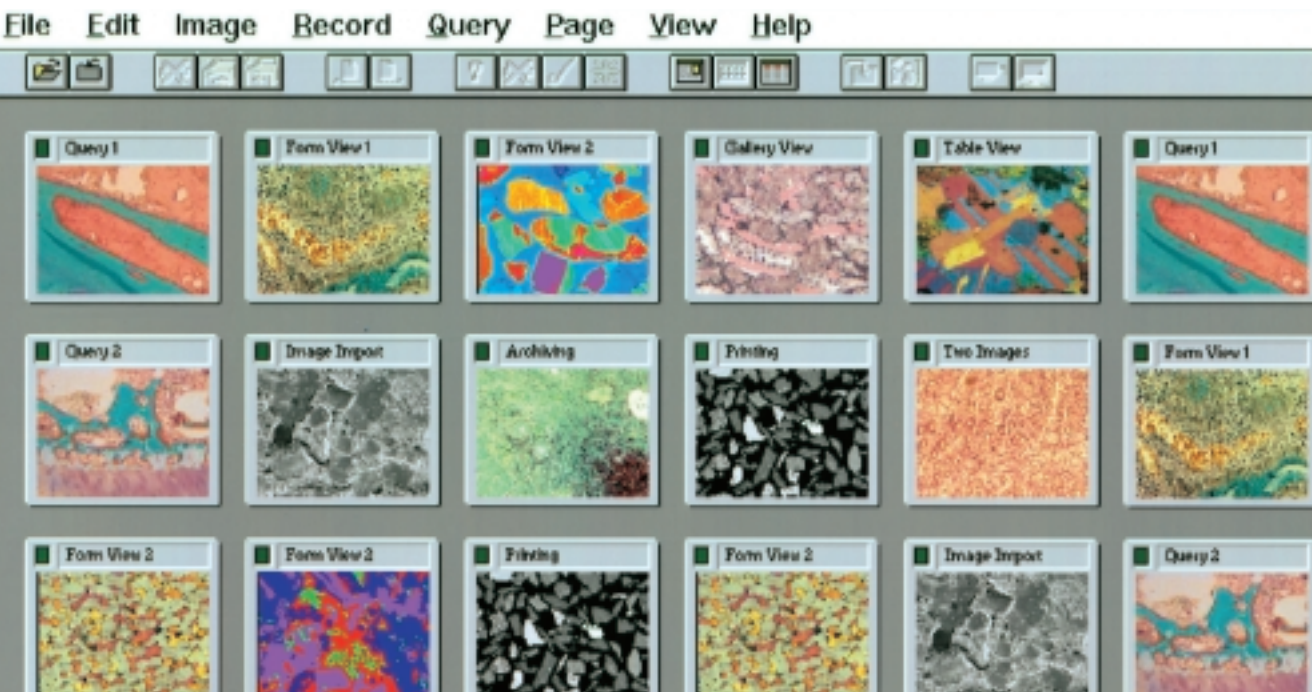 File Edit Image Record Query Page View Help
Query 1 Form View 1 Form View 2 Gallery View Table View Query 1
Query 2 Image Import Archiving Printing Two Images Form View 1
Form View 2 Form View 2 Printing Form View 2 Image Import Query 2